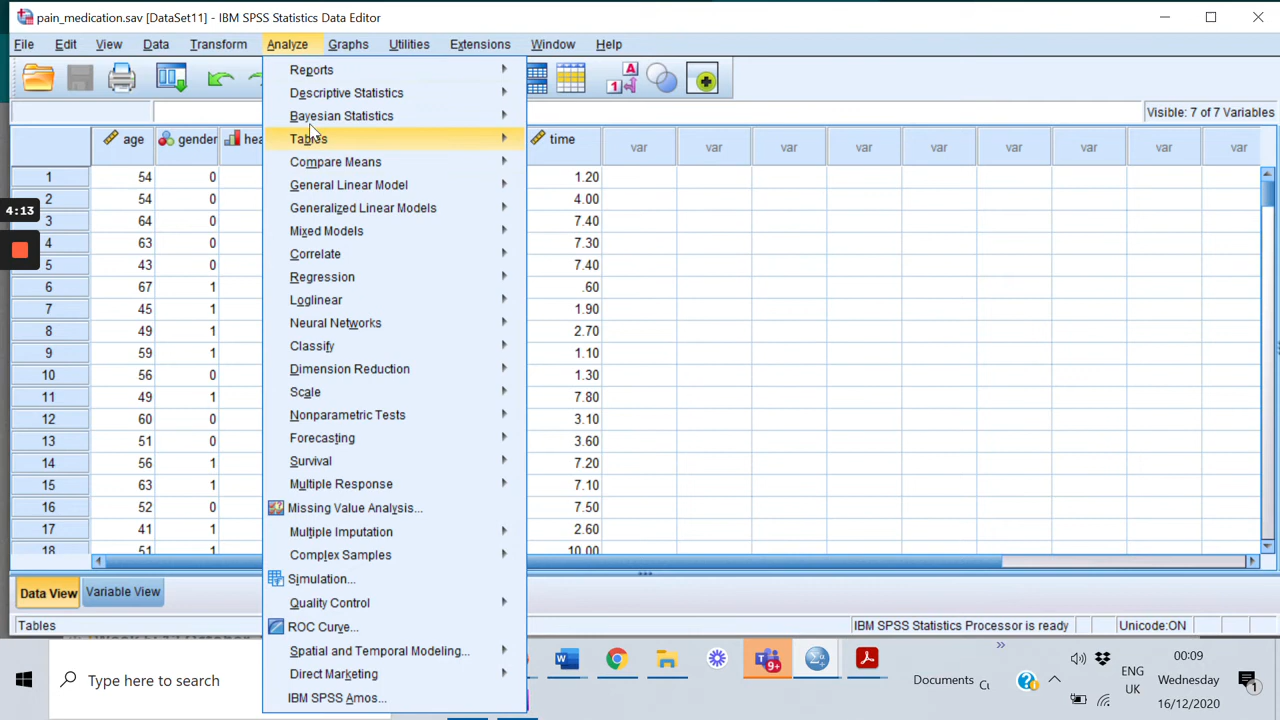 pain_medication.sav [DataSet11] - IBM SPSS Statistics Data Editor
File Edit View Data Transform Analyze Graphs Utilities Extensions Window Help
Visible: 7 of 7 Variables
age gender hea time var var var var var var var var var
1 54 0 1.20
2 54 0 4.00
3 64 0 7.40
4 63 0 7.30
5 43 0 7.40
6 67 1 .60
7 45 1 1.90
8 49 1 2.70
9 59 1 1.10
10 56 0 1.30
11 49 1 7.80
12 60 0 3.10
13 51 0 3.60
14 56 1 7.20
15 63 1 7.10
16 52 0 7.50
17 41 1 2.60
18 51 1 10.00
4:13
Reports
Descriptive Statistics
Bayesian Statistics
Tables
Compare Means
General Linear Model
Generalized Linear Models
Mixed Models
Correlate
Regression
Loglinear
Neural Networks
Classify
Dimension Reduction
Scale
Nonparametric Tests
Forecasting
Survival
Multiple Response
Missing Value Analysis...
Multiple Imputation
Complex Samples
Simulation...
Quality Control
ROC Curve...
Spatial and Temporal Modeling...
Direct Marketing
IBM SPSS Amos...
Data View Variable View
Tables IBM SPSS Statistics Processor is ready Unicode:ON
Type here to search
9+
Documents
ENG
UK
00:09
Wednesday
16/12/2020
1